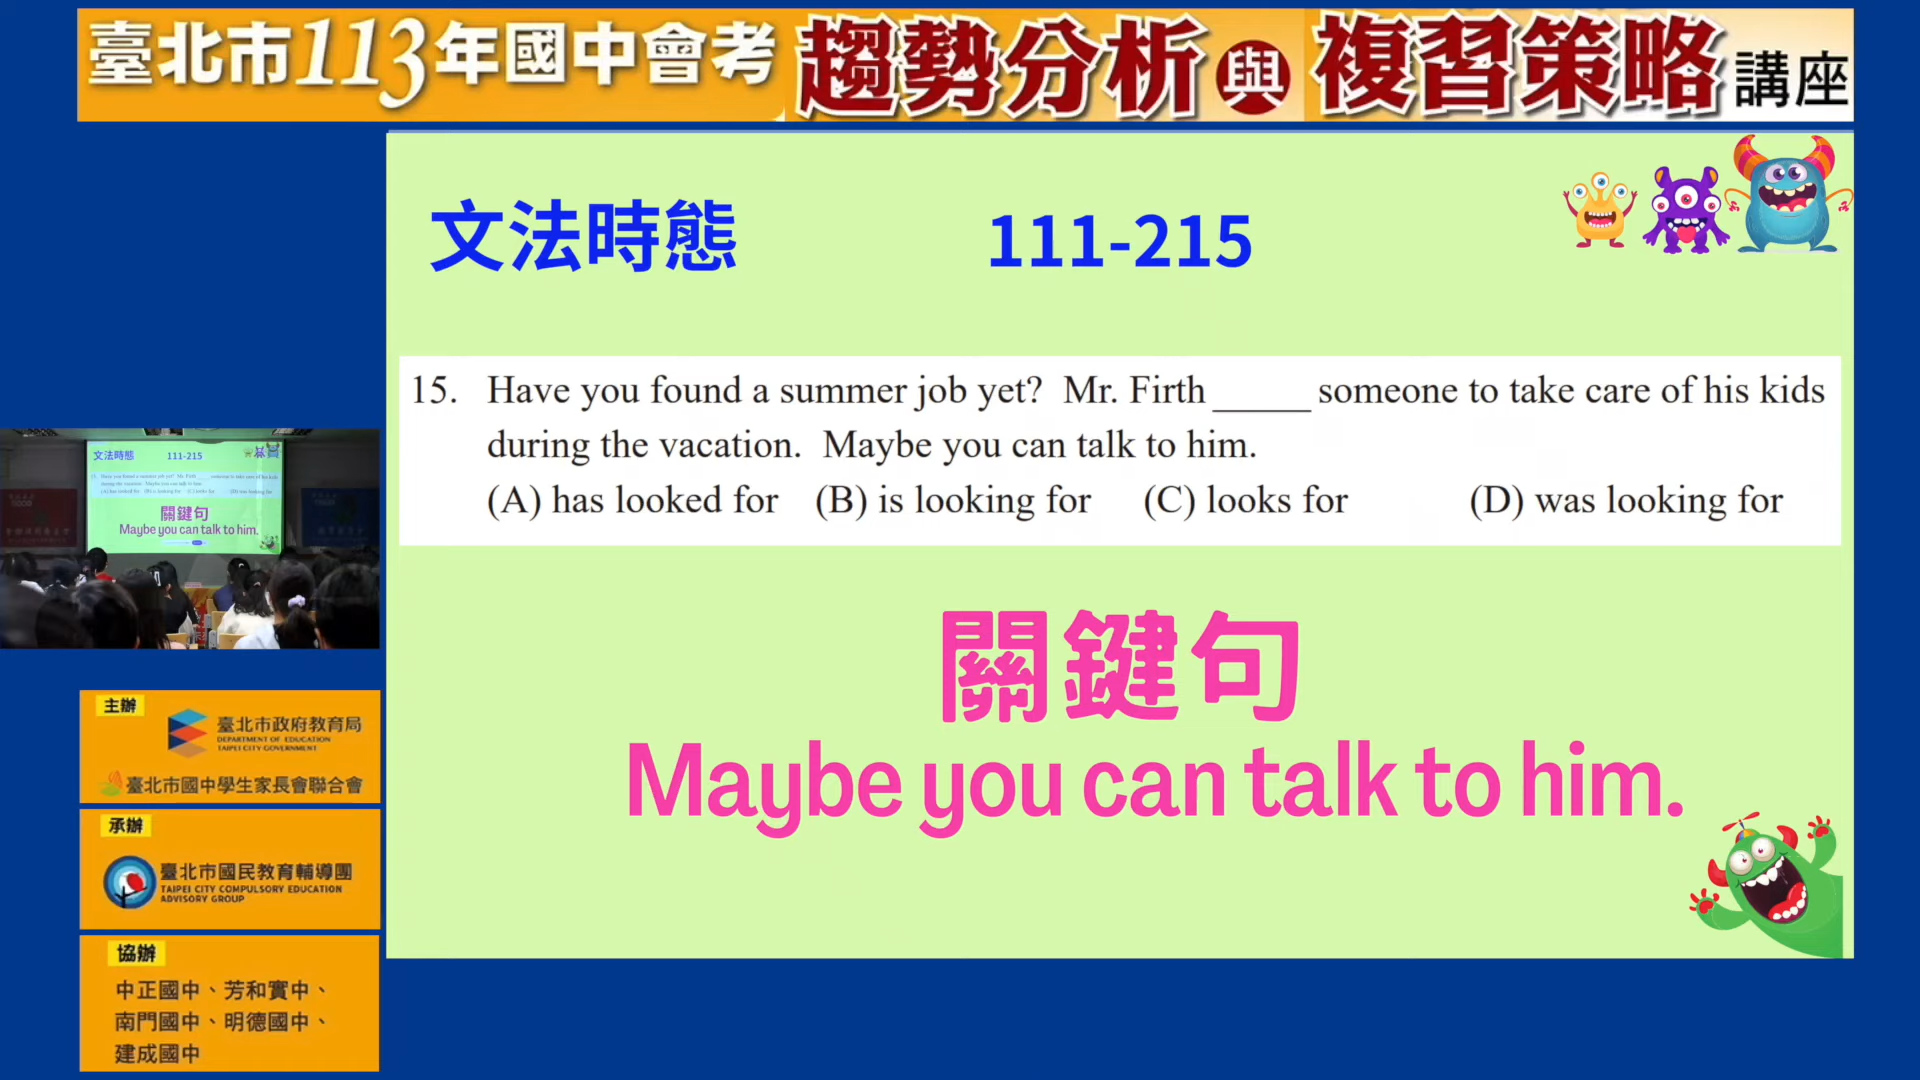 臺北市113年國中會考 趨勢分析與複習策略講座
文法時態 111-215
15. Have you found a summer job yet? Mr. Firth _____ someone to take care of his kids
during the vacation. Maybe you can talk to him.
(A) has looked for (B) is looking for (C) looks for (D) was looking for
關鍵句
Maybe you can talk to him.
文法時態 111-215
關鍵句
Maybe you can talk to him.
主辦
臺北市政府教育局
DEPARTMENT OF EDUCATION
TAIPEI CITY GOVERNMENT
臺北市國中學生家長會聯合會
承辦
臺北市國民教育輔導團
TAIPEI CITY COMPULSORY EDUCATION
ADVISORY GROUP
協辦
中正國中、芳和實中、
南門國中、明德國中、
建成國中